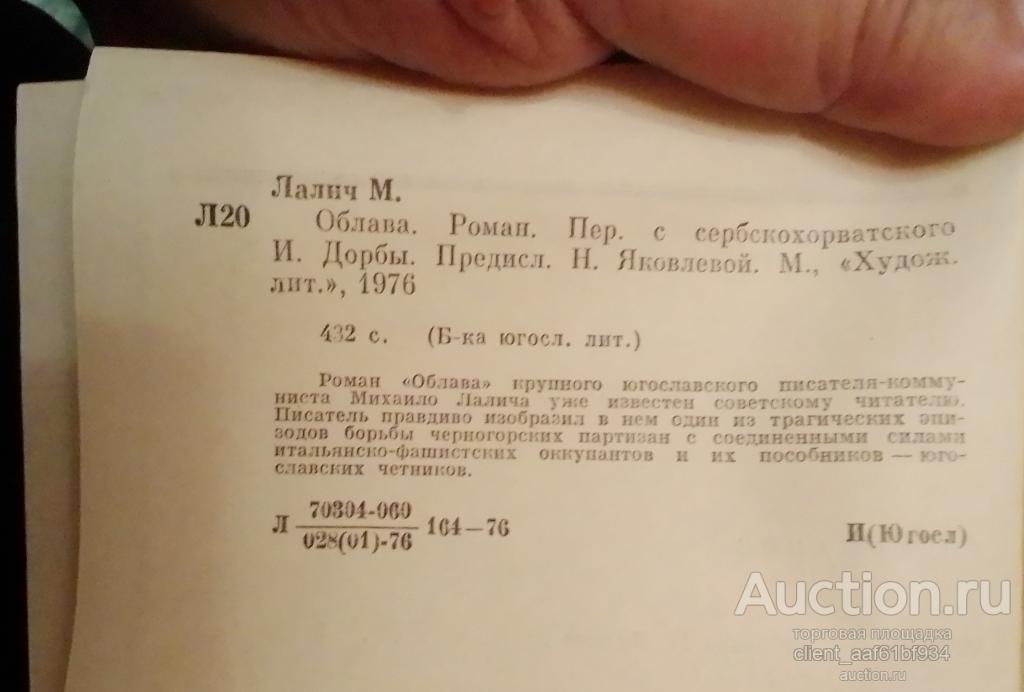 Лалич М.
Л20
Облава. Роман. Пер. с сербскохорватского
И. Дорбы. Предисл. Н. Яковлевой. М., «Худож.
лит.», 1976
432 с. (Б-ка югосл. лит.)
Роман «Облава» крупного югославского писателя-комму-
ниста Михаило Лалича уже известен советскому читателю.
Писатель правдиво изобразил в нем один из трагических эпи-
зодов борьбы черногорских партизан с соединенными силами
итальянско-фашистских оккупантов и их пособников — юго-
славских четников.
Л 70304-060
028(01)-76 164—76
И(Югосл)
Auction.ru
торговая площадка
client_aaf61bf934
auction.ru